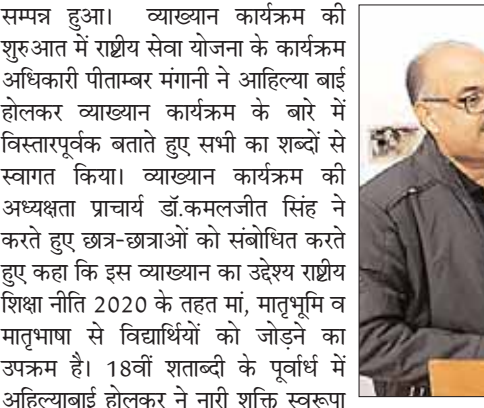 सम्पन्न हुआ। व्याख्यान कार्यक्रम की
शुरुआत में राष्ट्रीय सेवा योजना के कार्यक्रम
अधिकारी पीताम्बर मंगानी ने आहिल्या बाई
होलकर व्याख्यान कार्यक्रम के बारे में
विस्तारपूर्वक बताते हुए सभी का शब्दों से
स्वागत किया। व्याख्यान कार्यक्रम की
अध्यक्षता प्राचार्य डॉ.कमलजीत सिंह ने
करते हुए छात्र-छात्राओं को संबोधित करते
हुए कहा कि इस व्याख्यान का उद्देश्य राष्ट्रीय
शिक्षा नीति 2020 के तहत मां, मातृभूमि व
मातृभाषा से विद्यार्थियों को जोड़ने का
उपक्रम है। 18वीं शताब्दी के पूर्वार्ध में
अहिल्याबाई होलकर ने नारी शक्ति स्वरूपा